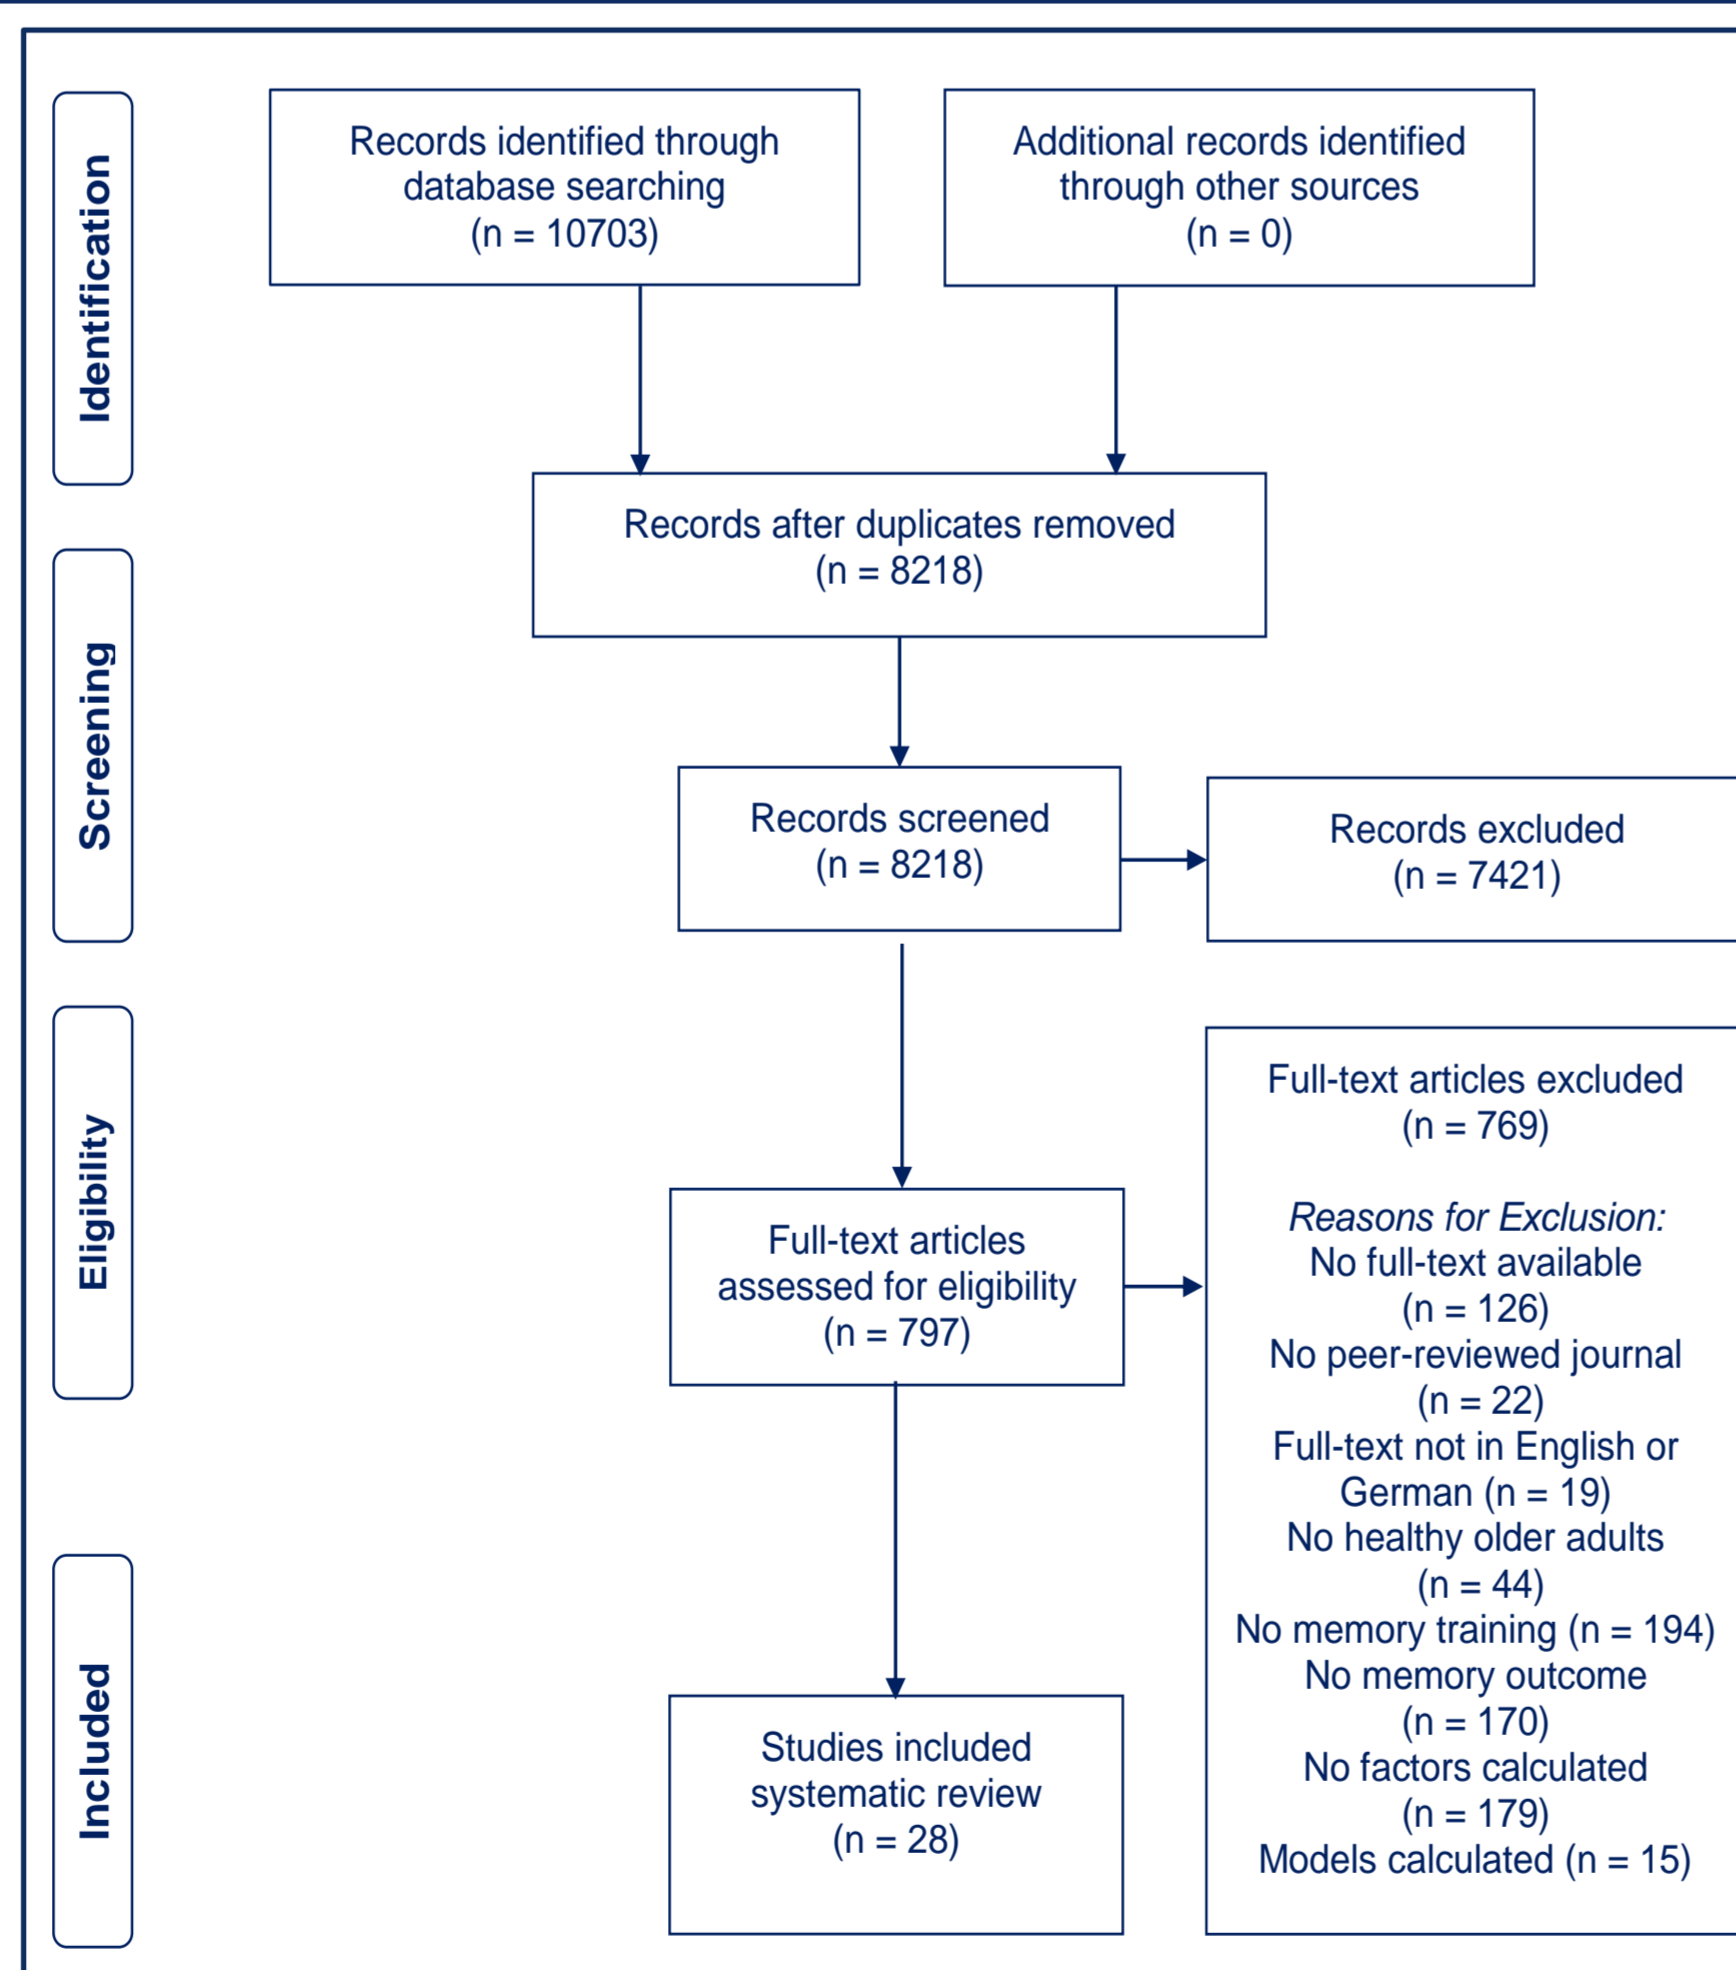 Identification
Records identified through
database searching
(n = 10703)
Additional records identified
through other sources
(n = 0)
Records after duplicates removed
(n = 8218)
Screening
Records screened
(n = 8218)
Records excluded
(n = 7421)
Eligibility
Full-text articles
assessed for eligibility
(n = 797)
Full-text articles excluded
(n = 769)
Reasons for Exclusion:
No full-text available
(n = 126)
No peer-reviewed journal
(n = 22)
Full-text not in English or
German (n = 19)
No healthy older adults
(n = 44)
No memory training (n = 194)
No memory outcome
(n = 170)
No factors calculated
(n = 179)
Models calculated (n = 15)
Included
Studies included
systematic review
(n = 28)